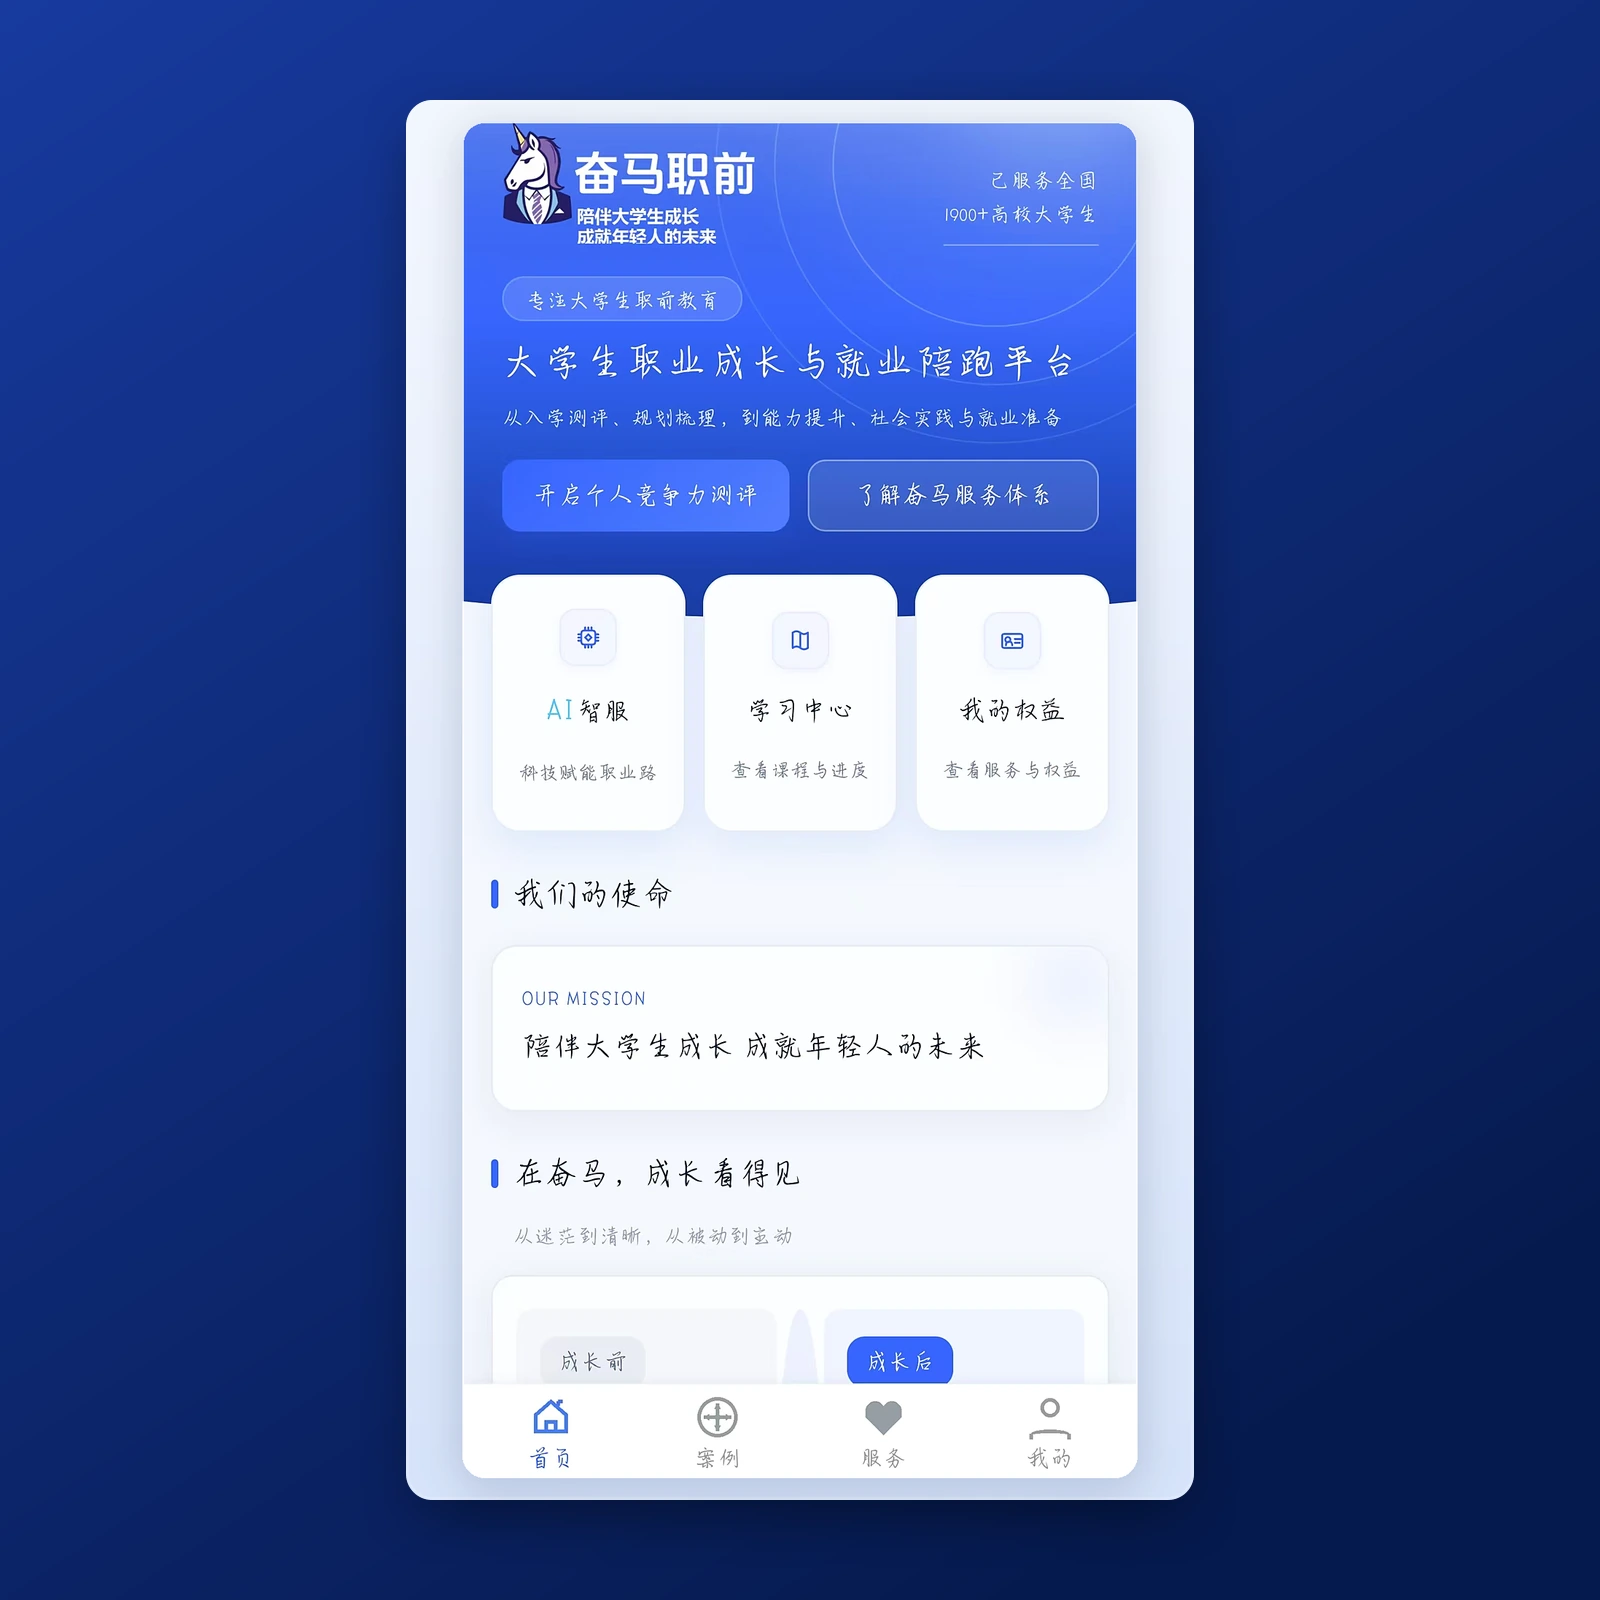 奋马职前
陪伴大学生成长
成就年轻人的未来
已服务全国
1900+高校大学生
专注大学生职前教育
大学生职业成长与就业陪跑平台
从入学测评、规划梳理，到能力提升、社会实践与就业准备
开启个人竞争力测评
了解奋马服务体系
AI智服
科技赋能职业路
学习中心
查看课程与进度
我的权益
查看服务与权益
我们的使命
OUR MISSION
陪伴大学生成长 成就年轻人的未来
在奋马，成长看得见
从迷茫到清晰，从被动到主动
成长前
成长后
首页
案例
服务
我的